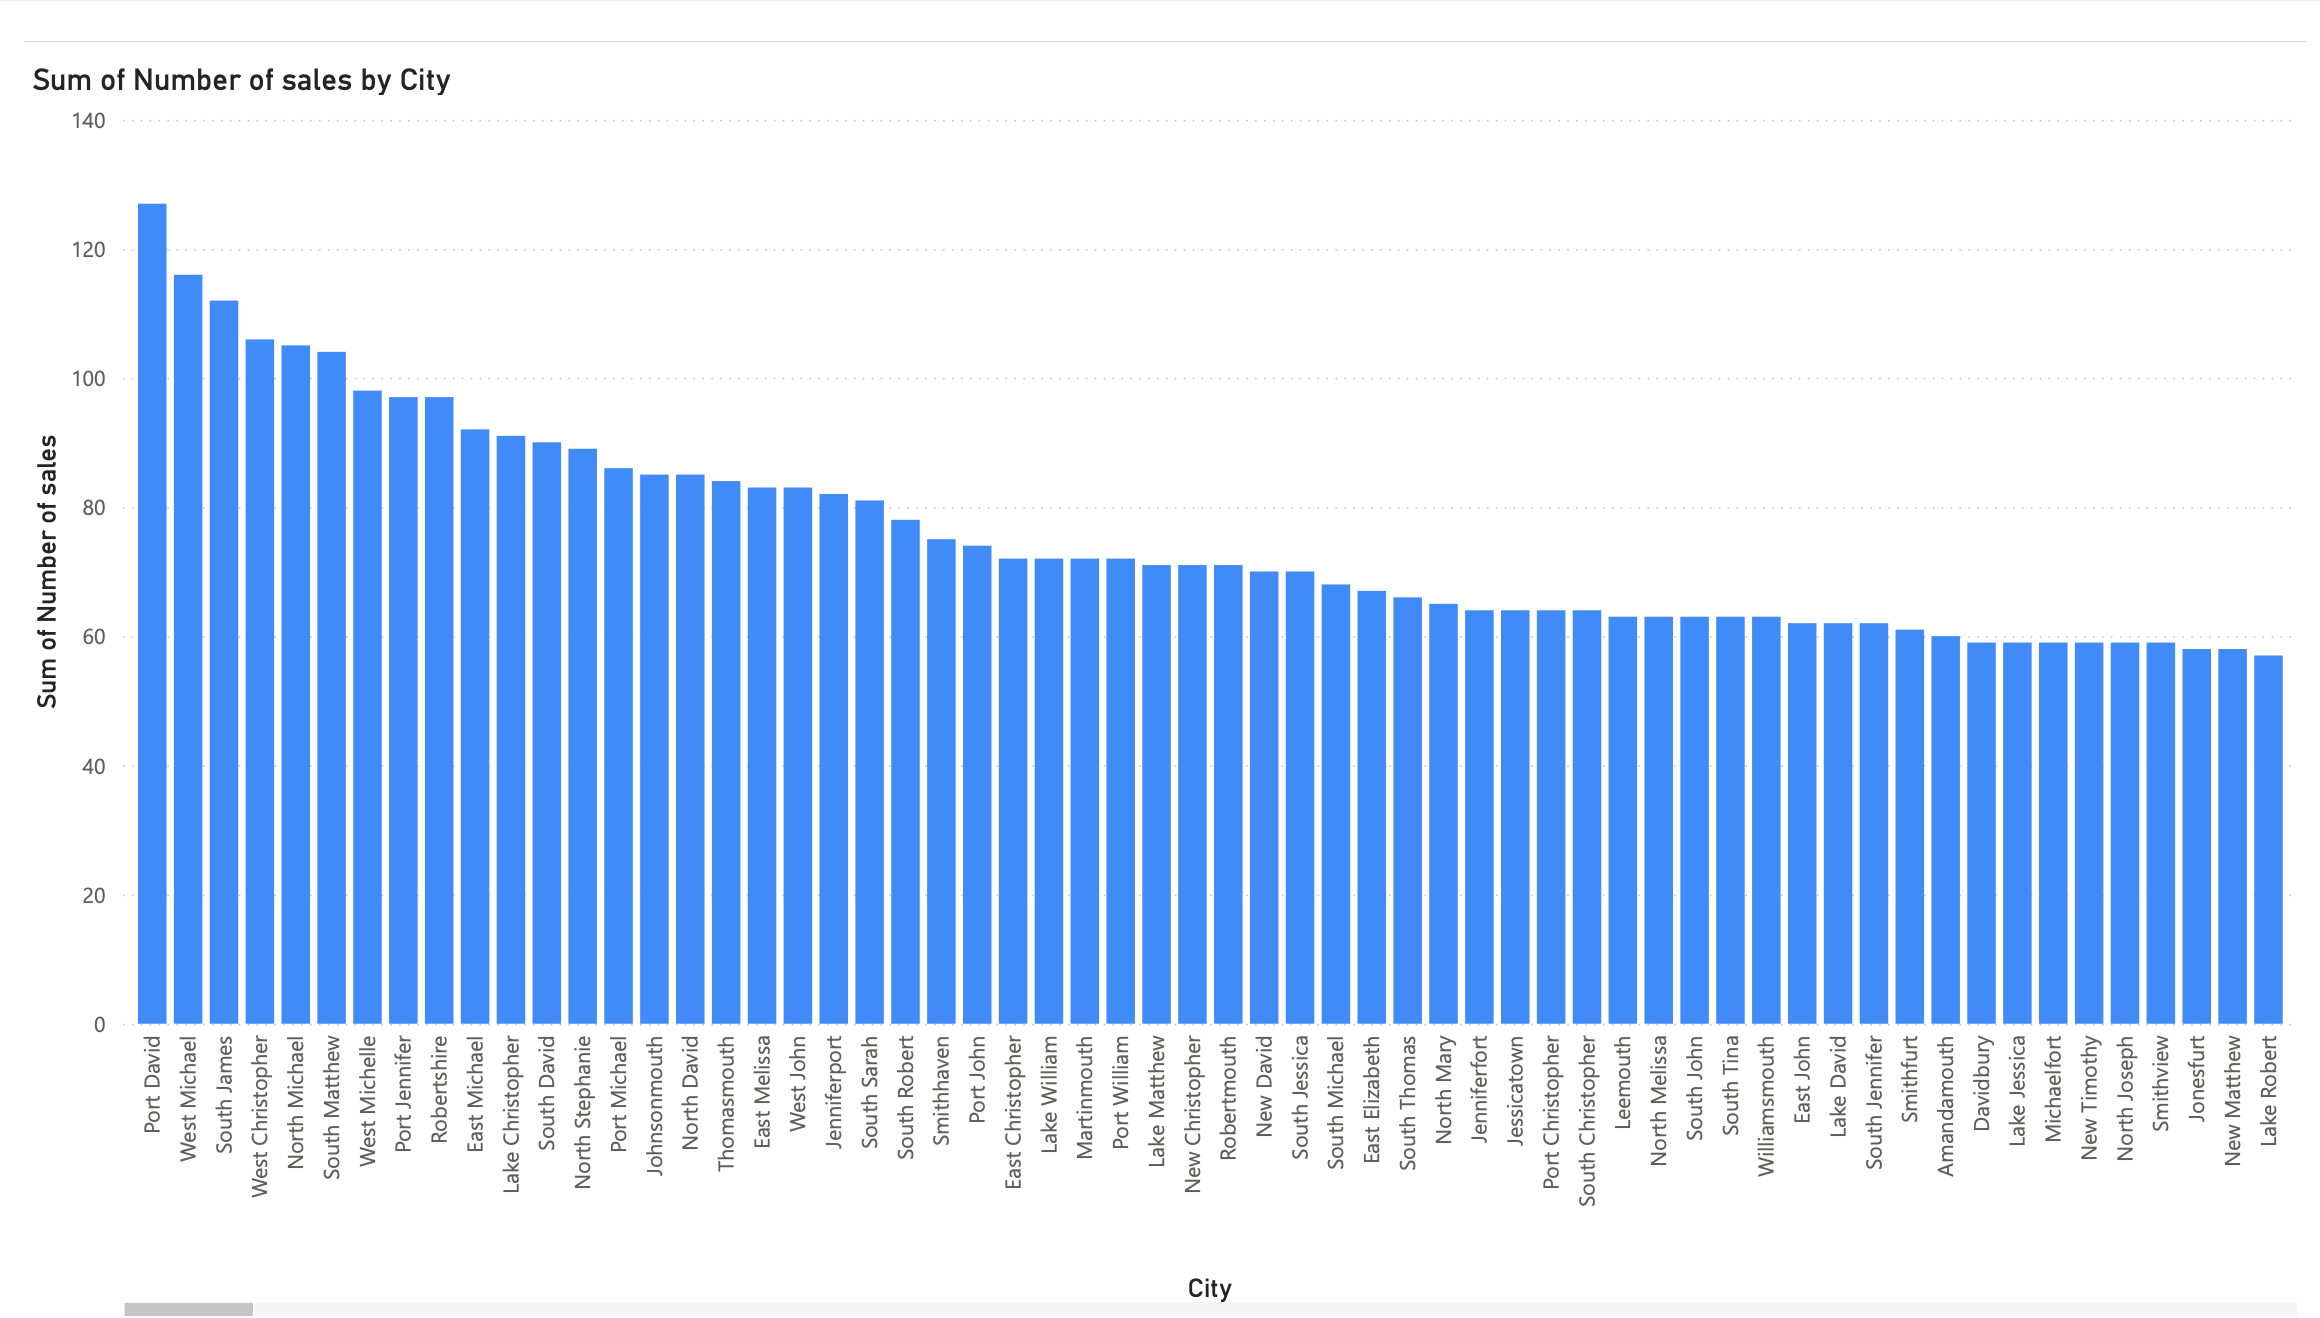 Sum of Number of sales by City
140
120
100
80
60
40
20
0
Sum of Number of sales
Port David
West Michael
South James
West Christopher
North Michael
South Matthew
West Michelle
Port Jennifer
Robertshire
East Michael
Lake Christopher
South David
North Stephanie
Port Michael
Johnsonmouth
North David
Thomasmouth
East Melissa
West John
Jenniferport
South Sarah
South Robert
Smithhaven
Port John
East Christopher
Lake William
Martinmouth
Port William
Lake Matthew
New Christopher
Robertmouth
New David
South Jessica
South Michael
East Elizabeth
South Thomas
North Mary
Jenniferfort
Jessicatown
Port Christopher
South Christopher
Leemouth
North Melissa
South John
South Tina
Williamsmouth
East John
Lake David
South Jennifer
Smithfurt
Amandamouth
Davidbury
Lake Jessica
Michaelfort
New Timothy
North Joseph
Smithview
Jonesfurt
New Matthew
Lake Robert
City